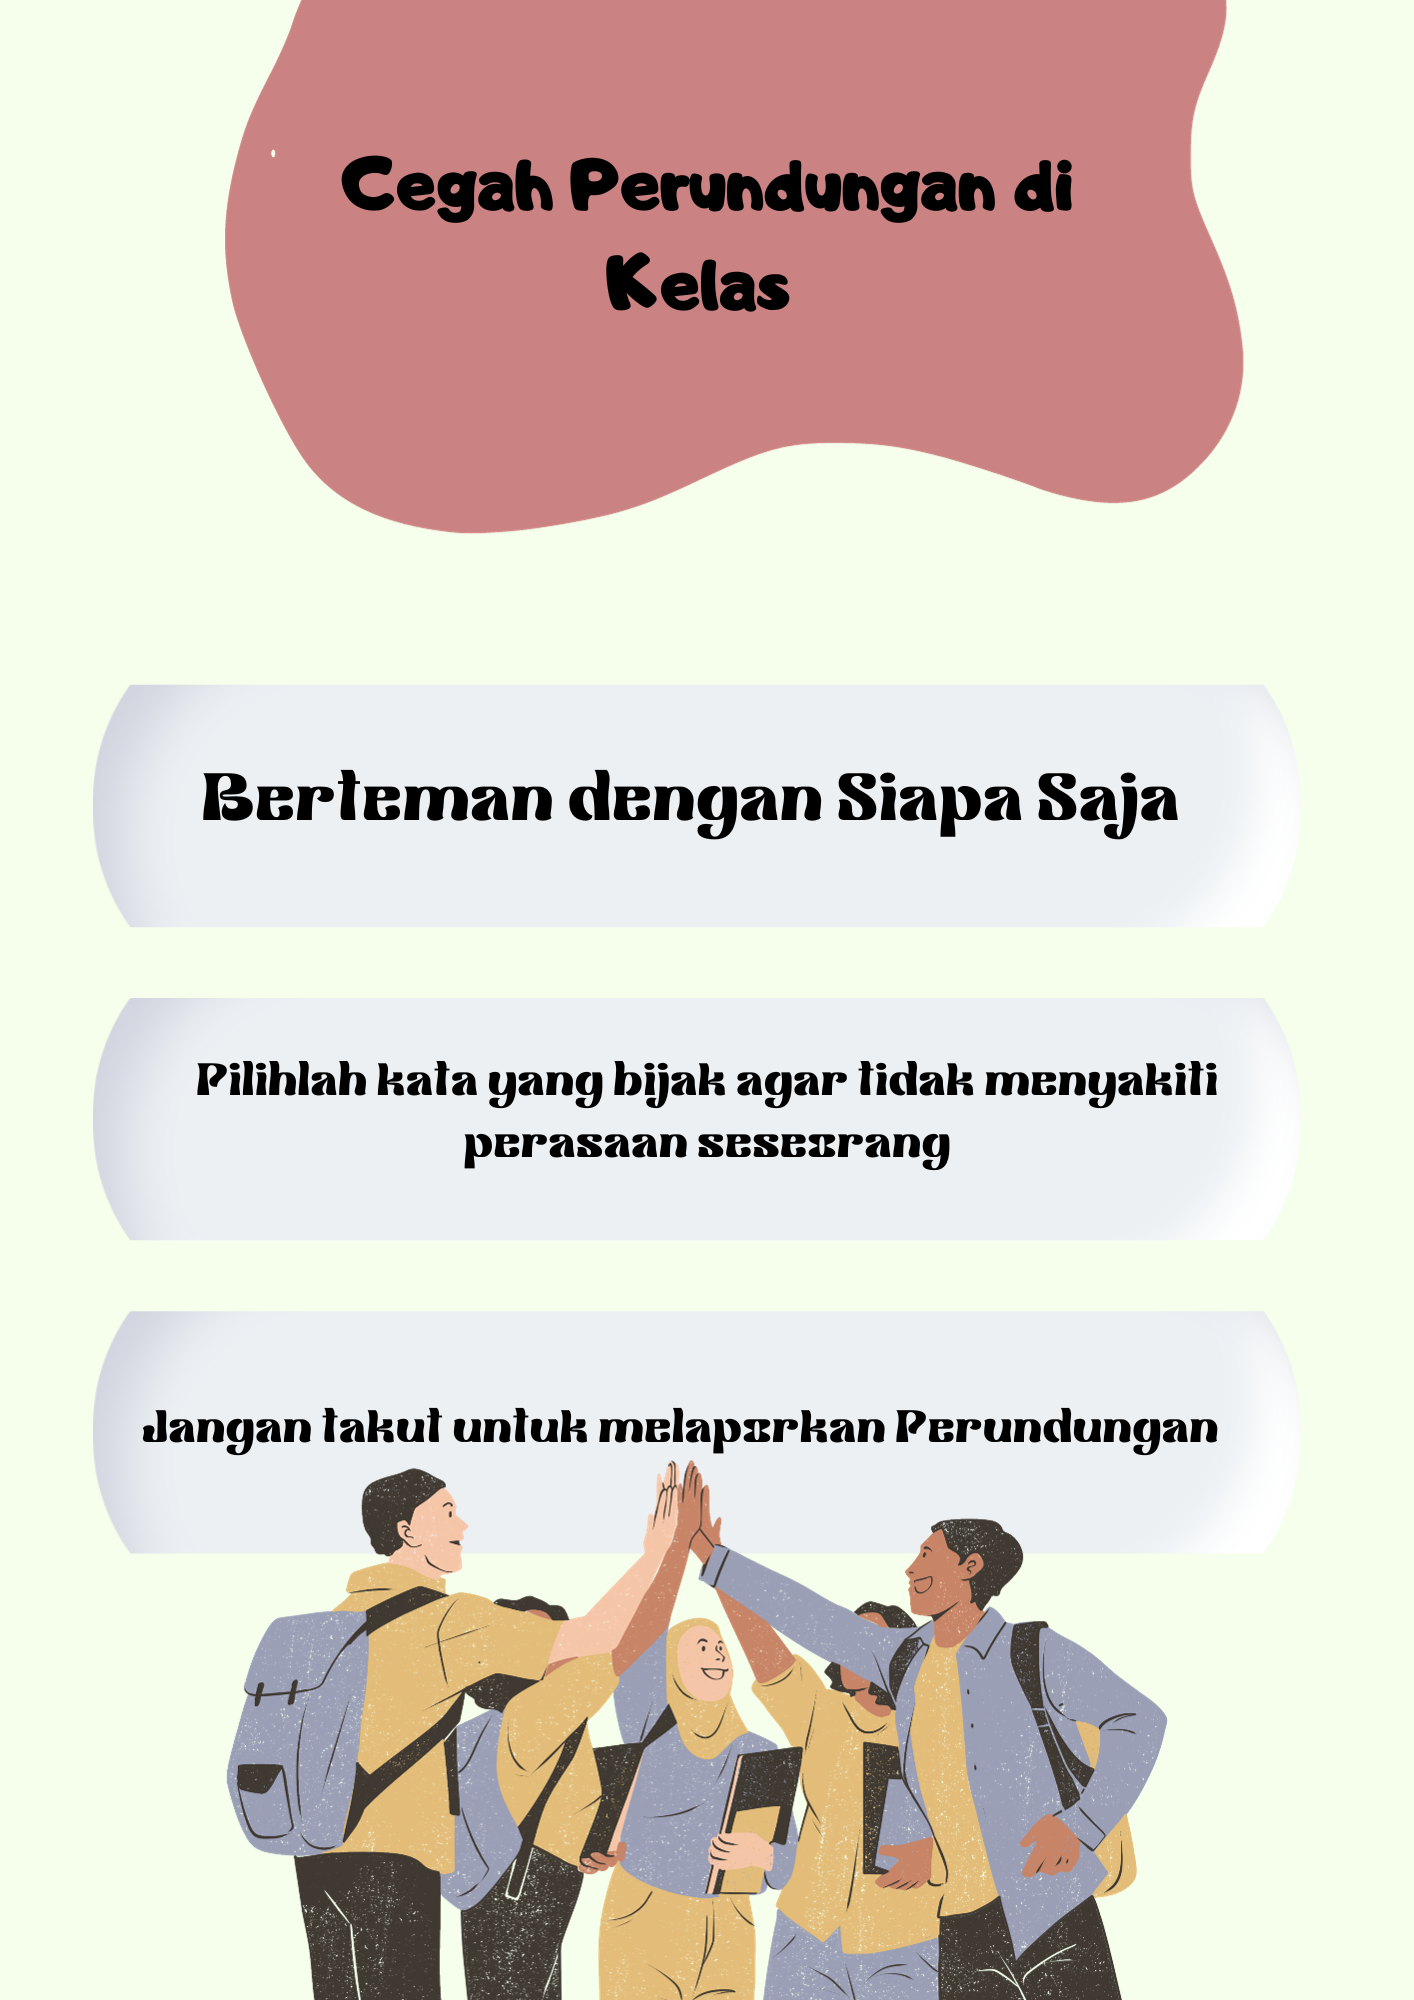 Cegah Perundungan di
Kelas
Berteman dengan Siapa Saja
Pilihlah kata yang bijak agar tidak menyakiti
perasaan seseorang
Jangan takut untuk melaporkan Perundungan